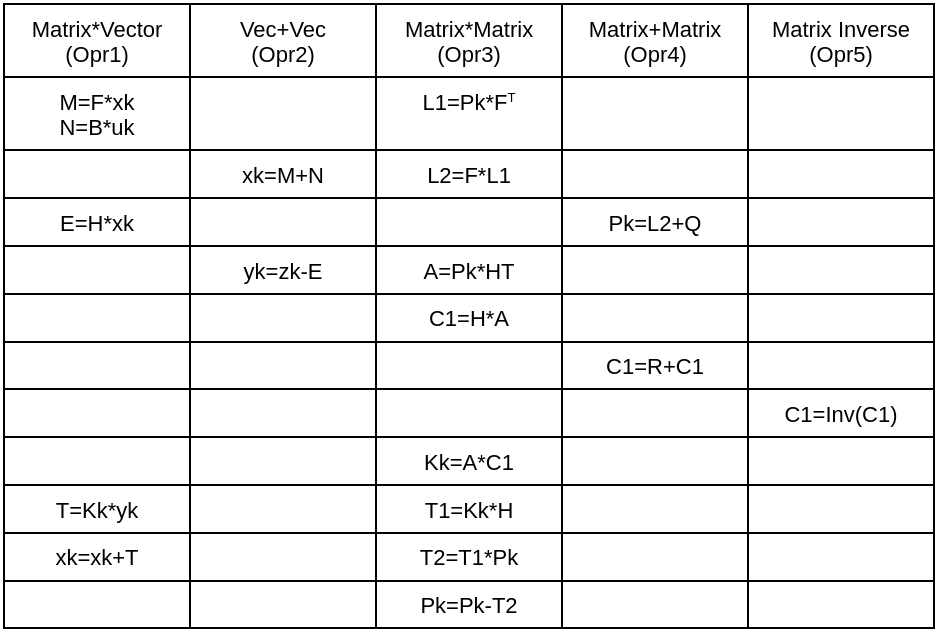 Matrix*Vector
(Opr1)
Vec+Vec
(Opr2)
Matrix*Matrix
(Opr3)
Matrix+Matrix
(Opr4)
Matrix Inverse
(Opr5)
M=F*xk
N=B*uk
L1=Pk*Fᵀ
xk=M+N
L2=F*L1
E=H*xk
Pk=L2+Q
yk=zk-E
A=Pk*HT
C1=H*A
C1=R+C1
C1=Inv(C1)
Kk=A*C1
T=Kk*yk
T1=Kk*H
xk=xk+T
T2=T1*Pk
Pk=Pk-T2